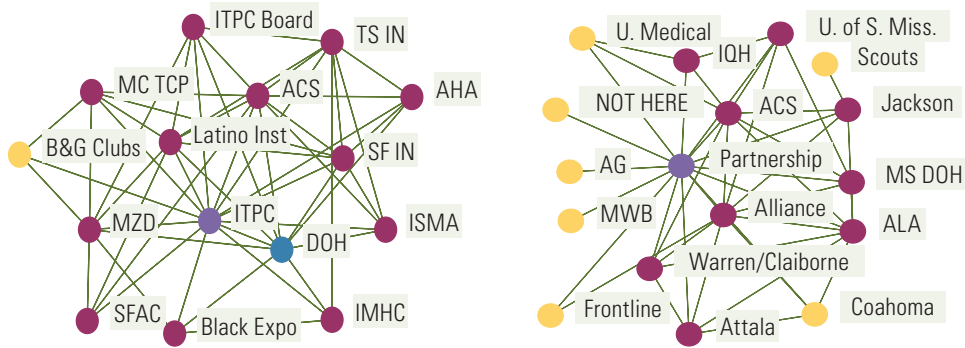 ITPC Board
TS IN
MC TCP
ACS
AHA
B&G Clubs
Latino Inst
SF IN
MZD
ITPC
DOH
ISMA
SFAC
Black Expo
IMHC
U. Medical
U. of S. Miss.
IQH
Scouts
NOT HERE
ACS
Jackson
AG
Partnership
MS DOH
MWB
Alliance
ALA
Warren/Claiborne
Frontline
Attala
Coahoma